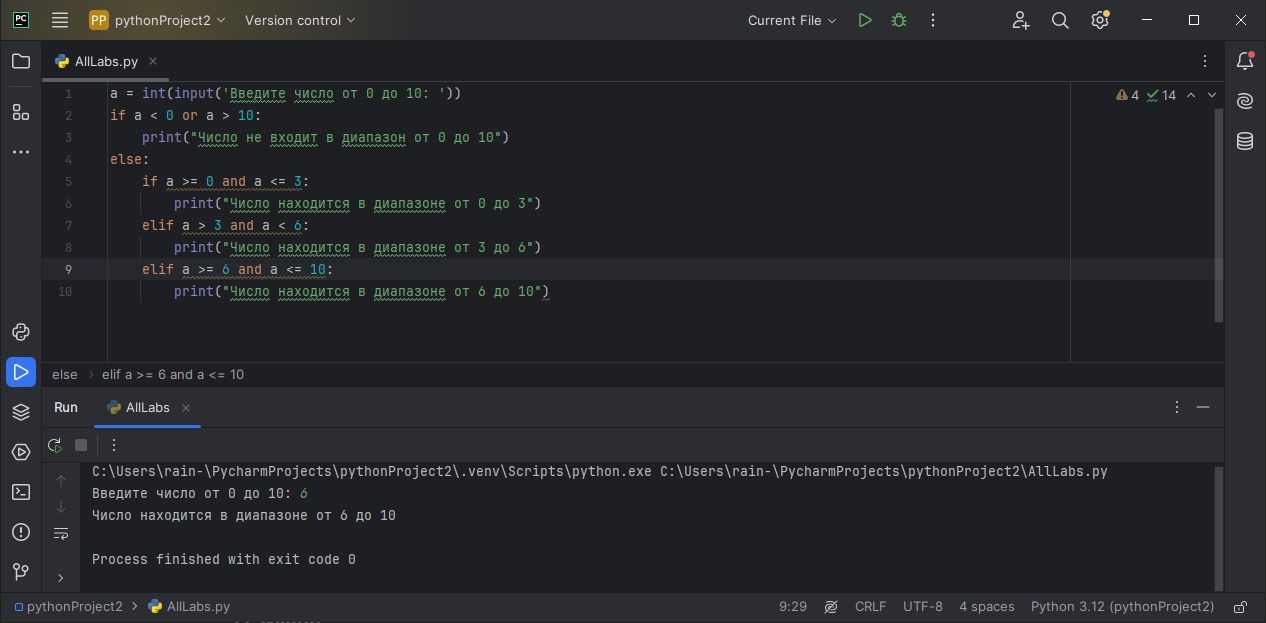 PC PP pythonProject2 Version control Current File
AllLabs.py
4 14
1 a = int(input('Введите число от 0 до 10: '))
2 if a < 0 or a > 10:
3 print("Число не входит в диапазон от 0 до 10")
4 else:
5 if a >= 0 and a <= 3:
6 print("Число находится в диапазоне от 0 до 3")
7 elif a > 3 and a < 6:
8 print("Число находится в диапазоне от 3 до 6")
9 elif a >= 6 and a <= 10:
10 print("Число находится в диапазоне от 6 до 10")
else › elif a >= 6 and a <= 10
Run AllLabs
C:\Users\rain-\PycharmProjects\pythonProject2\.venv\Scripts\python.exe C:\Users\rain-\PycharmProjects\pythonProject2\AllLabs.py
Введите число от 0 до 10: 6
Число находится в диапазоне от 6 до 10
Process finished with exit code 0
pythonProject2 > AllLabs.py 9:29 CRLF UTF-8 4 spaces Python 3.12 (pythonProject2)